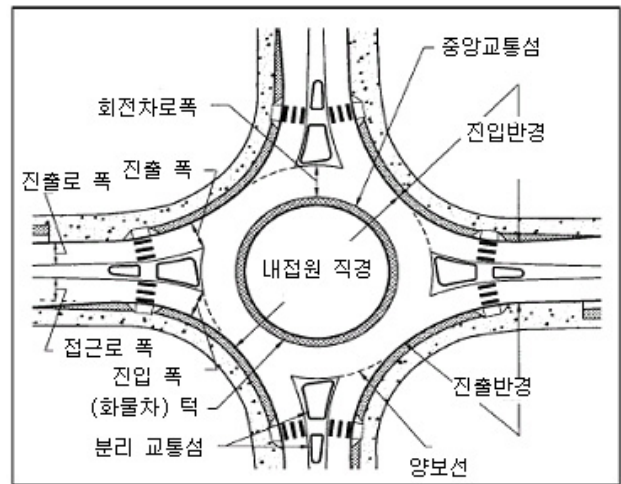 중앙교통섬
회전차로폭
진입반경
진출 폭
진출로 폭
내접원 직경
접근로 폭
진입 폭
(화물차) 턱
진출반경
분리 교통섬
양보선